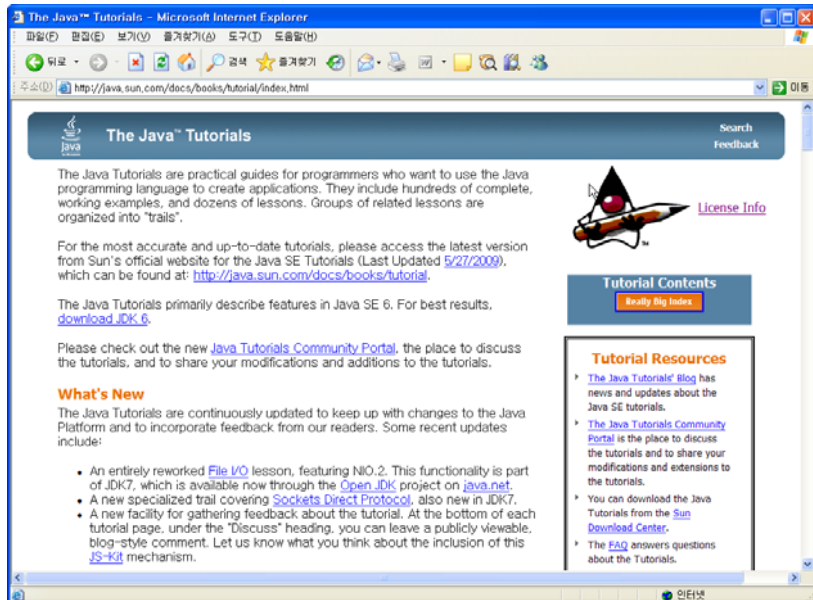 The Java™ Tutorials - Microsoft Internet Explorer
파일(F) 편집(E) 보기(V) 즐겨찾기(A) 도구(T) 도움말(H)
뒤로 검색 즐겨찾기
주소(D) http://java.sun.com/docs/books/tutorial/index.html 이동
Java
The Java™ Tutorials
Search
Feedback
The Java Tutorials are practical guides for programmers who want to use the Java
programming language to create applications. They include hundreds of complete,
working examples, and dozens of lessons. Groups of related lessons are
organized into "trails".
For the most accurate and up-to-date tutorials, please access the latest version
from Sun's official website for the Java SE Tutorials (Last Updated 5/27/2009),
which can be found at: http://java.sun.com/docs/books/tutorial.
The Java Tutorials primarily describe features in Java SE 6. For best results,
download JDK 6.
Please check out the new Java Tutorials Community Portal, the place to discuss
the tutorials, and to share your modifications and additions to the tutorials.
What's New
The Java Tutorials are continuously updated to keep up with changes to the Java
Platform and to incorporate feedback from our readers. Some recent updates
include:
• An entirely reworked File I/O lesson, featuring NIO.2. This functionality is part
of JDK7, which is available now through the Open JDK project on java.net.
• A new specialized trail covering Sockets Direct Protocol, also new in JDK7.
• A new facility for gathering feedback about the tutorial. At the bottom of each
tutorial page, under the "Discuss" heading, you can leave a publicly viewable,
blog-style comment. Let us know what you think about the inclusion of this
JS-Kit mechanism.
License Info
Tutorial Contents
Really Big Index
Tutorial Resources
The Java Tutorials' Blog has
news and updates about the
Java SE tutorials.
The Java Tutorials Community
Portal is the place to discuss
the tutorials and to share your
modifications and extensions to
the tutorials.
You can download the Java
Tutorials from the Sun
Download Center.
The FAQ answers questions
about the Tutorials.
인터넷